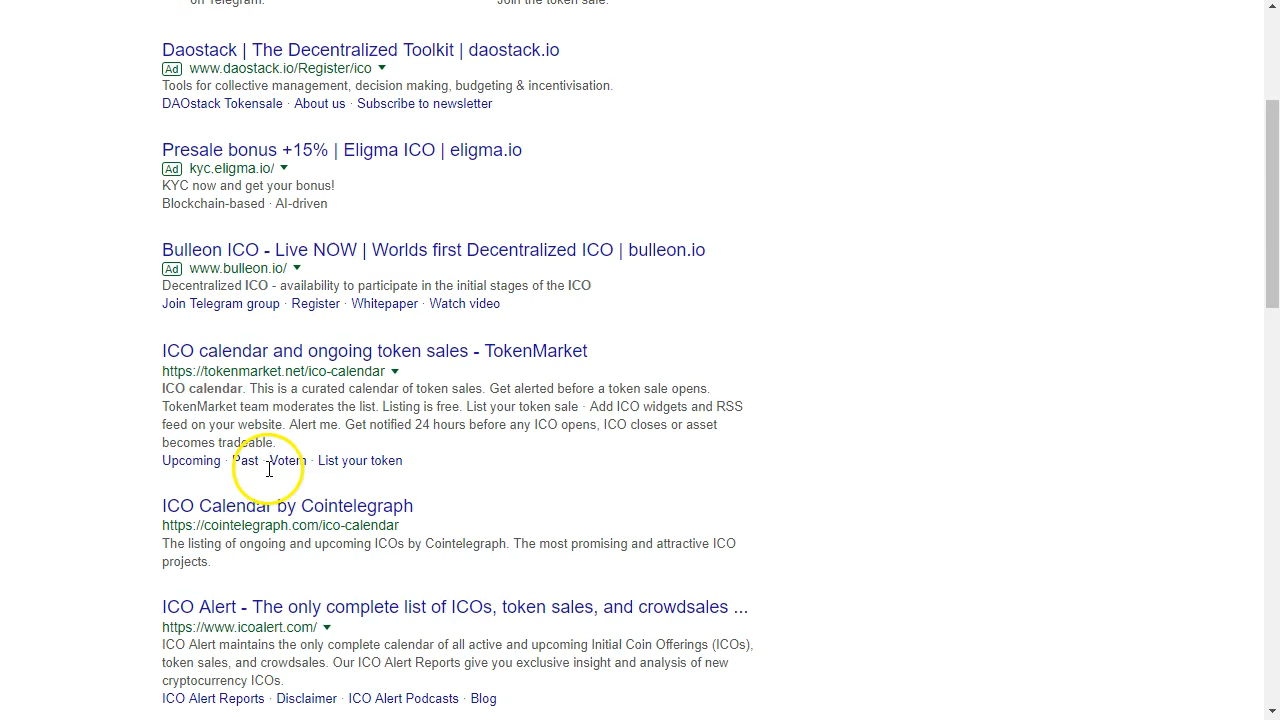 on Telegram.
Join the token sale.
Daostack | The Decentralized Toolkit | daostack.io
Ad www.daostack.io/Register/ico
Tools for collective management, decision making, budgeting & incentivisation.
DAOstack Tokensale · About us · Subscribe to newsletter
Presale bonus +15% | Eligma ICO | eligma.io
Ad kyc.eligma.io/
KYC now and get your bonus!
Blockchain-based · AI-driven
Bulleon ICO - Live NOW | Worlds first Decentralized ICO | bulleon.io
Ad www.bulleon.io/
Decentralized ICO - availability to participate in the initial stages of the ICO
Join Telegram group · Register · Whitepaper · Watch video
ICO calendar and ongoing token sales - TokenMarket
https://tokenmarket.net/ico-calendar
ICO calendar. This is a curated calendar of token sales. Get alerted before a token sale opens.
TokenMarket team moderates the list. Listing is free. List your token sale · Add ICO widgets and RSS
feed on your website. Alert me. Get notified 24 hours before any ICO opens, ICO closes or asset
becomes tradeable.
Upcoming · Past · Votem · List your token
ICO Calendar by Cointelegraph
https://cointelegraph.com/ico-calendar
The listing of ongoing and upcoming ICOs by Cointelegraph. The most promising and attractive ICO
projects.
ICO Alert - The only complete list of ICOs, token sales, and crowdsales ...
https://www.icoalert.com/
ICO Alert maintains the only complete calendar of all active and upcoming Initial Coin Offerings (ICOs),
token sales, and crowdsales. Our ICO Alert Reports give you exclusive insight and analysis of new
cryptocurrency ICOs.
ICO Alert Reports · Disclaimer · ICO Alert Podcasts · Blog